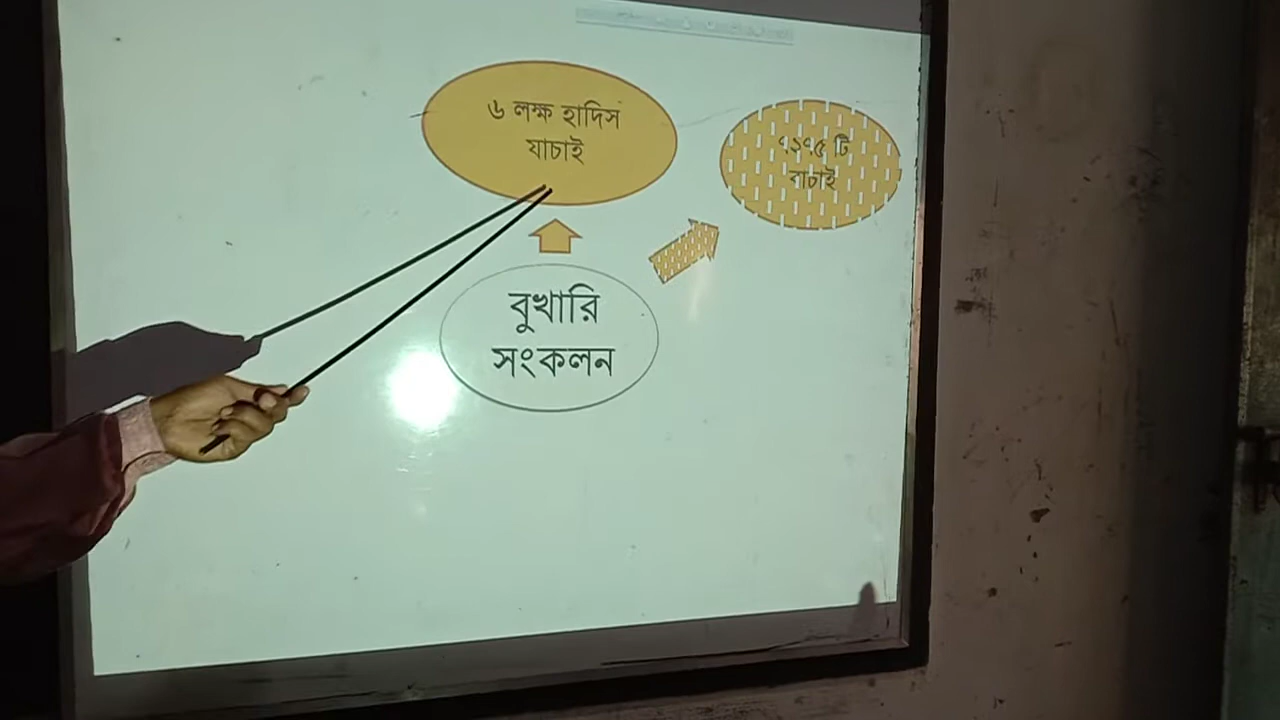 ৬ লক্ষ হাদিস
যাচাই
৭২৭৫ টি
বাচাই
বুখারি
সংকলন